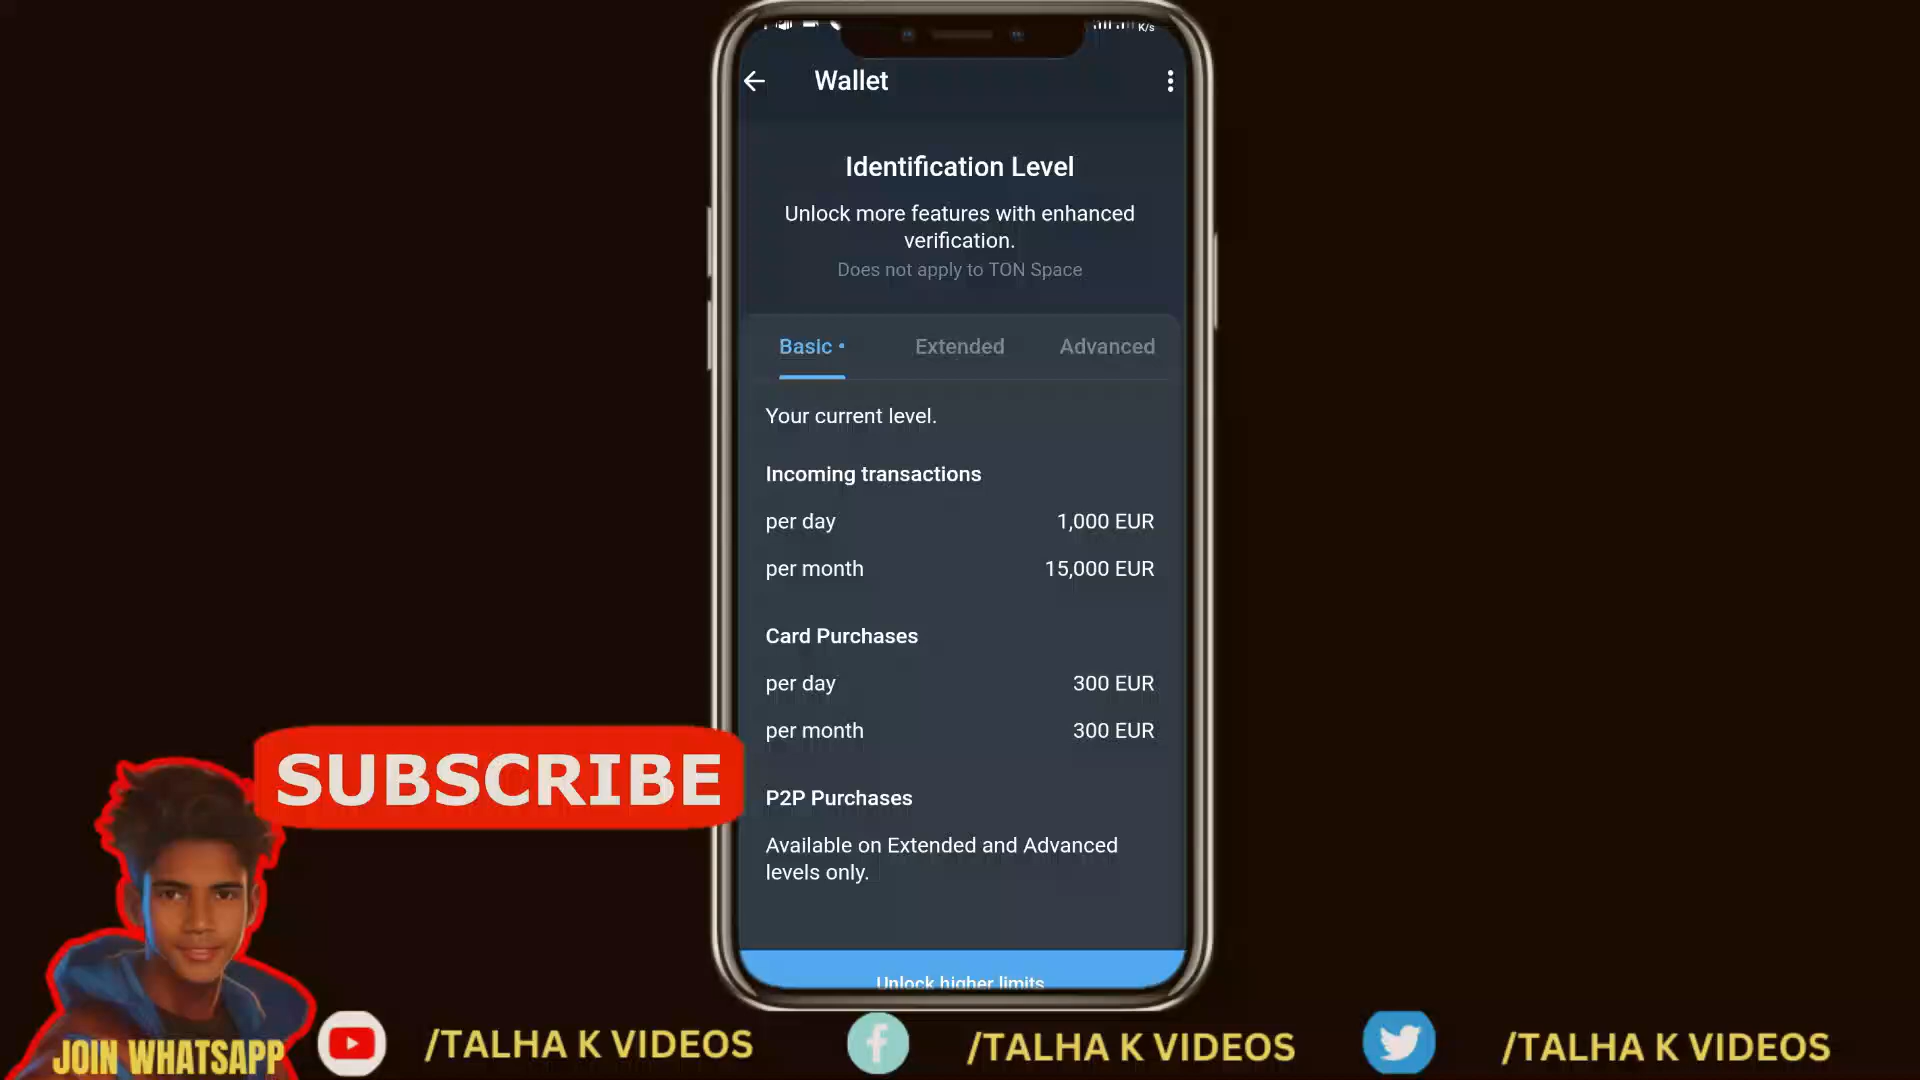 K/s
Wallet
Identification Level
Unlock more features with enhanced
verification.
Does not apply to TON Space
Basic •
Extended
Advanced
Your current level.
Incoming transactions
per day
1,000 EUR
per month
15,000 EUR
Card Purchases
per day
300 EUR
per month
300 EUR
SUBSCRIBE
P2P Purchases
Available on Extended and Advanced
levels only.
Unlock higher limits
JOIN WHATSAPP
/TALHA K VIDEOS
/TALHA K VIDEOS
/TALHA K VIDEOS